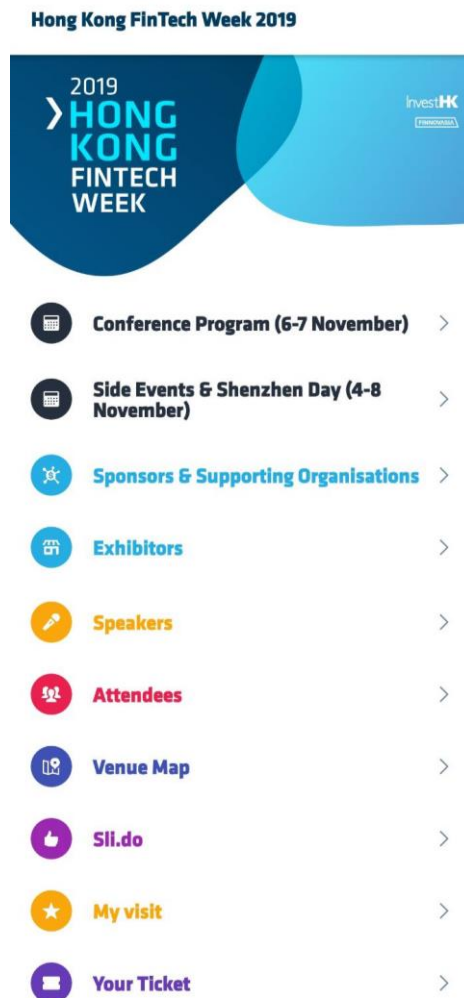 Hong Kong FinTech Week 2019
2019
HONG
KONG
FINTECH
WEEK
InvestHK
FINNOVASIA
Conference Program (6-7 November)
Side Events & Shenzhen Day (4-8
November)
Sponsors & Supporting Organisations
Exhibitors
Speakers
Attendees
Venue Map
Sli.do
My visit
Your Ticket